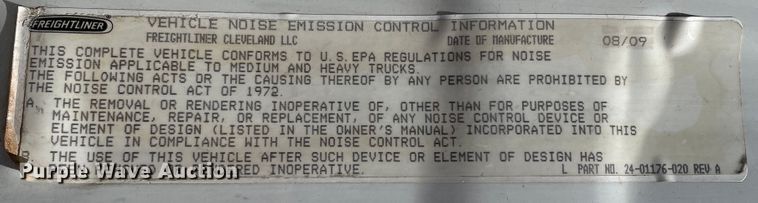 FREIGHTLINER
VEHICLE NOISE EMISSION CONTROL INFORMATION
FREIGHTLINER CLEVELAND LLC DATE OF MANUFACTURE 08/09
THIS COMPLETE VEHICLE CONFORMS TO U.S. EPA REGULATIONS FOR NOISE
EMISSION APPLICABLE TO MEDIUM AND HEAVY TRUCKS.
THE FOLLOWING ACTS OR THE CAUSING THEREOF BY ANY PERSON ARE PROHIBITED BY
THE NOISE CONTROL ACT OF 1972.
A. THE REMOVAL OR RENDERING INOPERATIVE OF, OTHER THAN FOR PURPOSES OF
MAINTENANCE, REPAIR, OR REPLACEMENT, OF ANY NOISE CONTROL DEVICE OR
ELEMENT OF DESIGN (LISTED IN THE OWNER'S MANUAL) INCORPORATED INTO THIS
VEHICLE IN COMPLIANCE WITH THE NOISE CONTROL ACT.
THE USE OF THIS VEHICLE AFTER SUCH DEVICE OR ELEMENT OF DESIGN HAS
INOPERATIVE. L PART NO. 24-01176-020 REV A
Purple Wave Auction